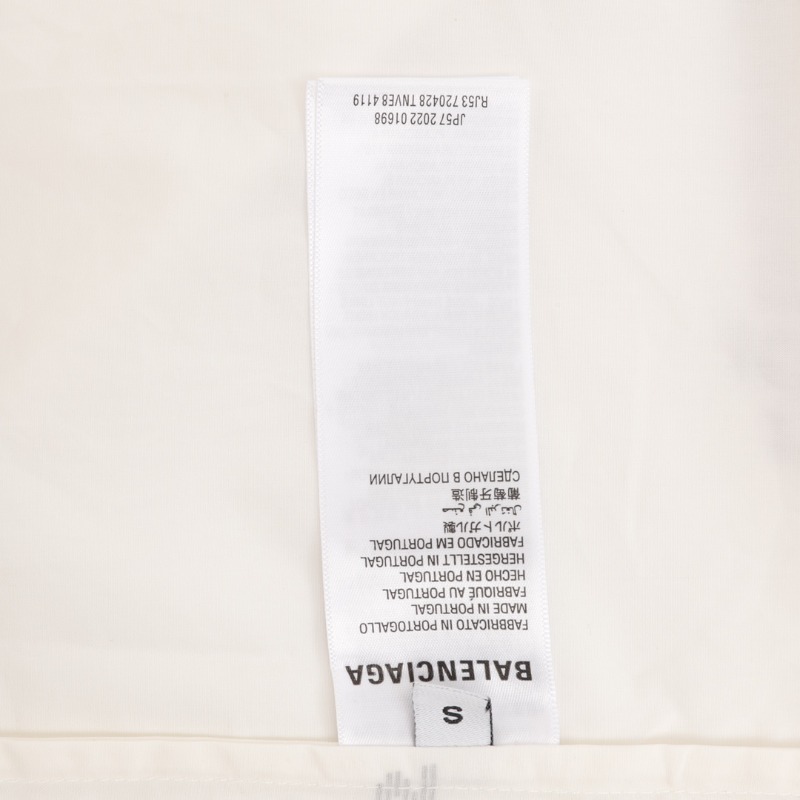 S
BALENCIAGA
FABBRICATO IN PORTOGALLO
MADE IN PORTUGAL
FABRIQUÉ AU PORTUGAL
HECHO EN PORTUGAL
HERGESTELLT IN PORTUGAL
FABRICADO EM PORTUGAL
ポルトガル製
صنع في البرتغال
葡萄牙制造
СДЕЛАНО В ПОРТУГАЛИИ
JP57 2022 01698
RJ53 720428 TNVE8 4119